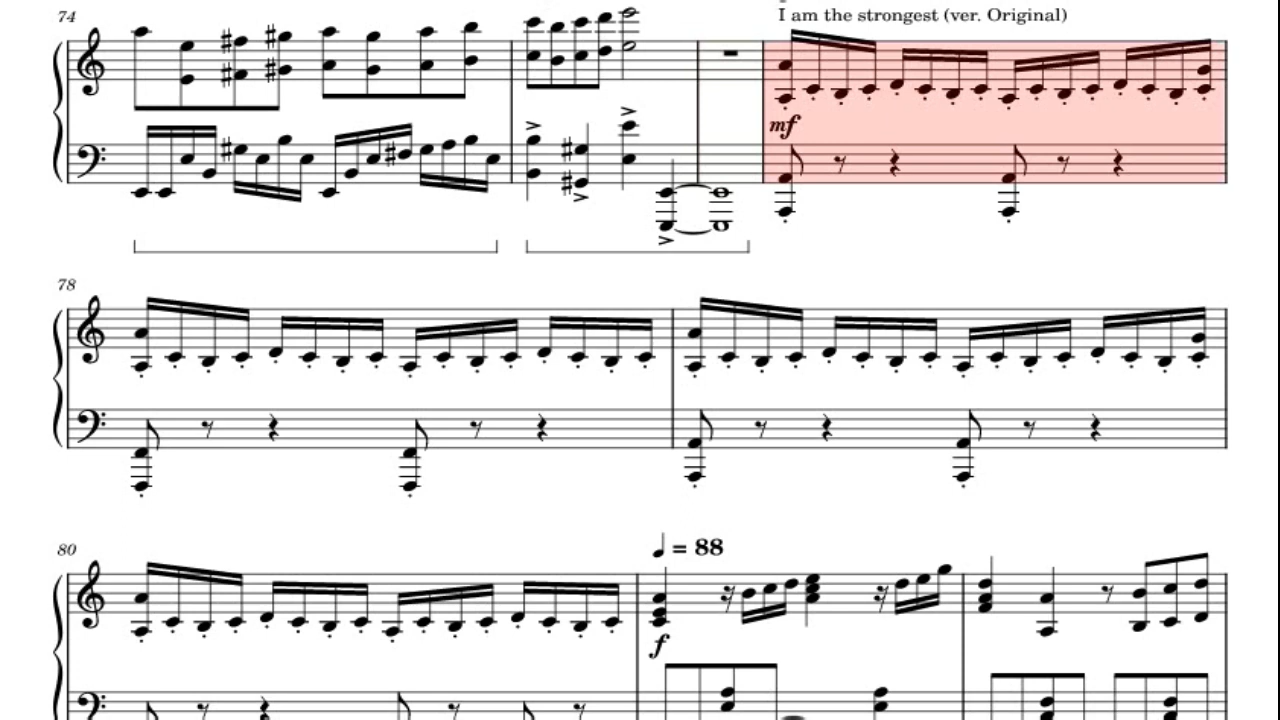 74
I am the strongest (ver. Original)
mf
78
80
= 88
f